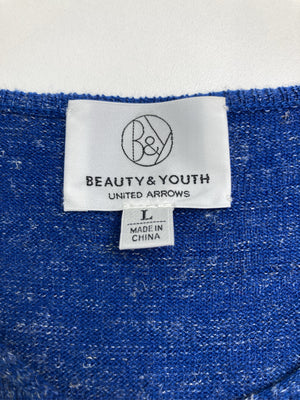 B&Y
BEAUTY & YOUTH
UNITED ARROWS
L
MADE IN
CHINA